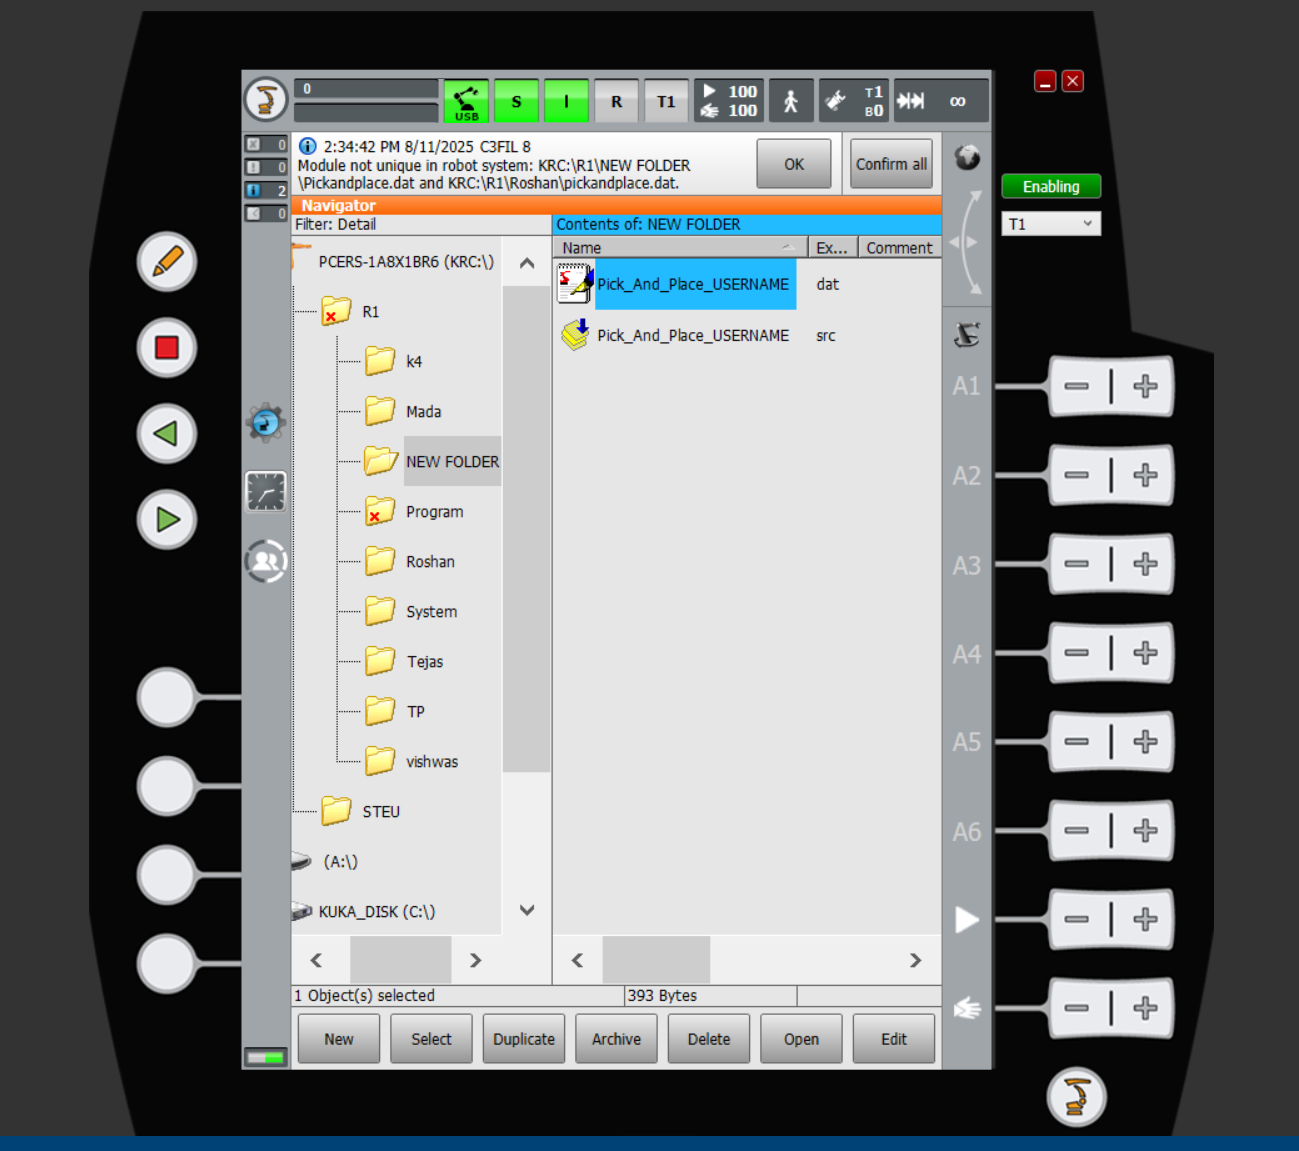 0
USB
S
I
R
T1
100
100
T1
B0
∞
0
0
2
0
2:34:42 PM 8/11/2025 C3FIL 8
Module not unique in robot system: KRC:\R1\NEW FOLDER
\Pickandplace.dat and KRC:\R1\Roshan\pickandplace.dat.
OK
Confirm all
Enabling
T1
Navigator
Filter: Detail
Contents of: NEW FOLDER
Name
Ex...
Comment
PCERS-1A8X1BR6 (KRC:\)
R1
k4
Mada
NEW FOLDER
Program
Roshan
System
Tejas
TP
vishwas
STEU
(A:\)
KUKA_DISK (C:\)
Pick_And_Place_USERNAME dat
Pick_And_Place_USERNAME src
A1
A2
A3
A4
A5
A6
1 Object(s) selected
393 Bytes
New
Select
Duplicate
Archive
Delete
Open
Edit